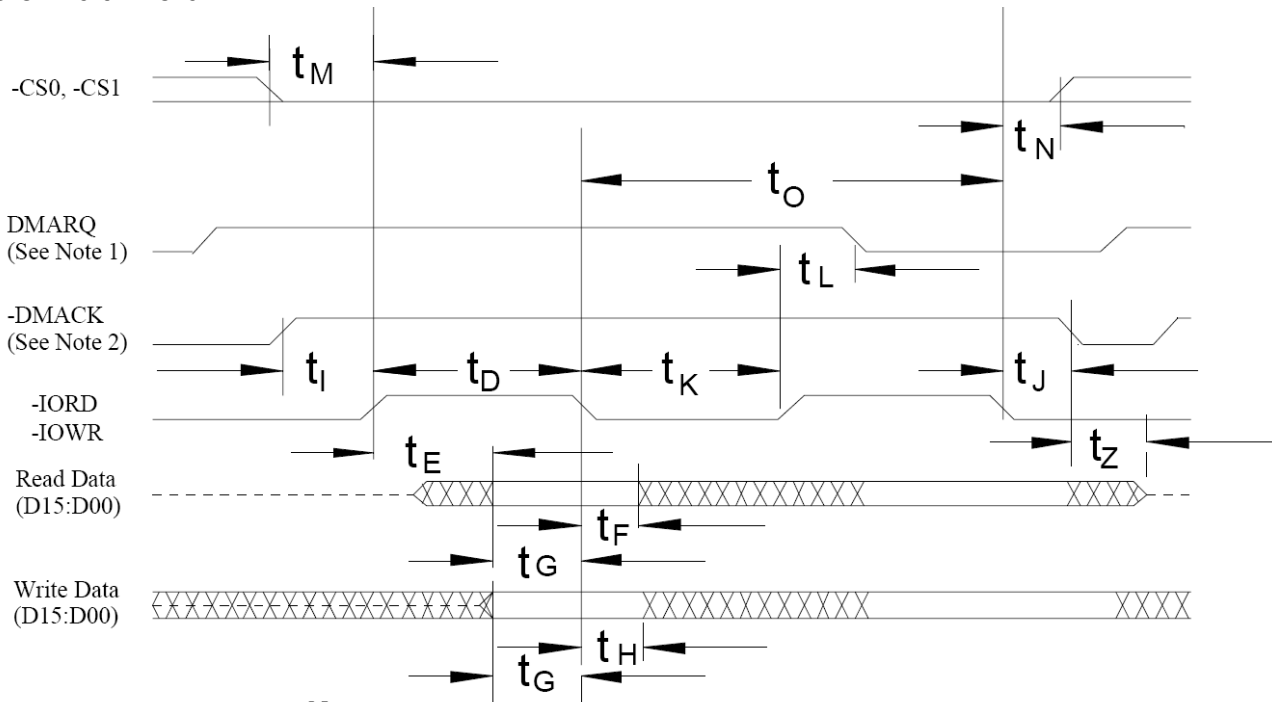 tM
-CS0, -CS1
tN
tO
DMARQ
(See Note 1)
tL
-DMACK
(See Note 2)
tI
tD
tK
tJ
-IORD
-IOWR
tE
tZ
Read Data
(D15:D00)
tF
tG
Write Data
(D15:D00)
tH
tG